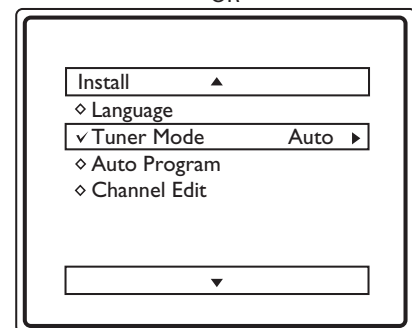 Install ▲
◇ Language
✓ Tuner Mode Auto ▶
◇ Auto Program
◇ Channel Edit
▼